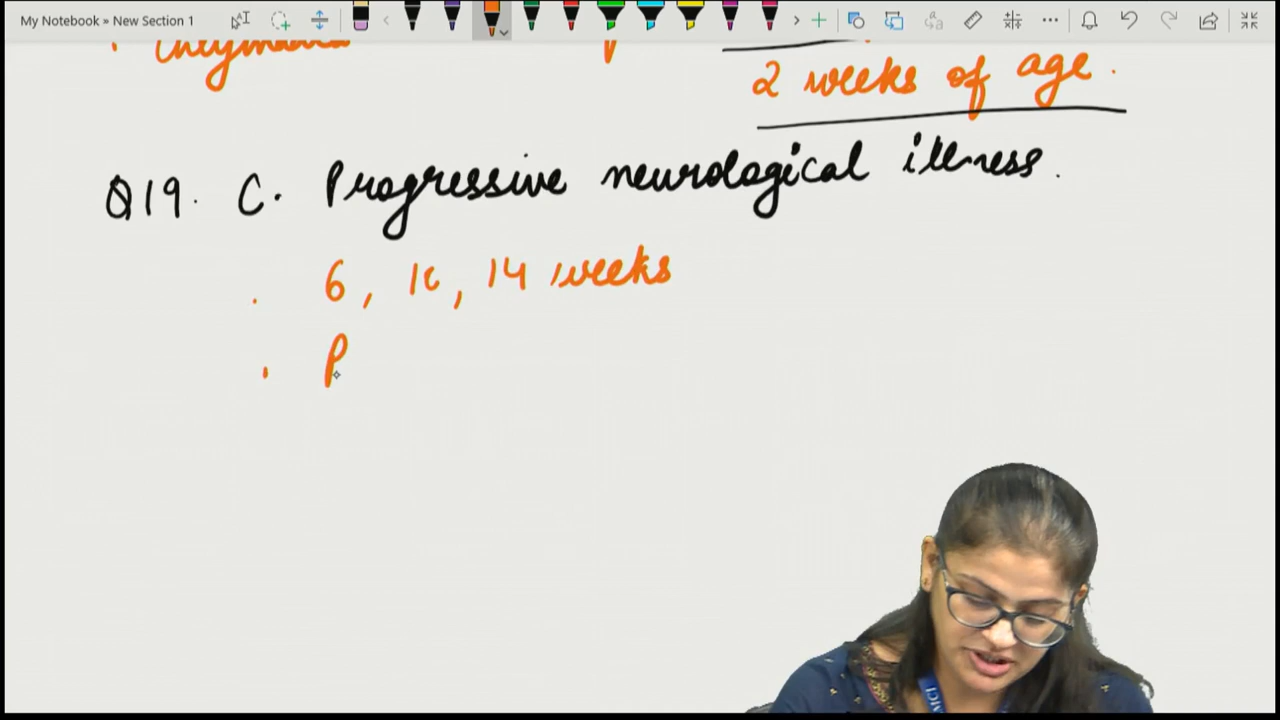 My Notebook » New Section 1
2 weeks of age.
Q19. C. Progressive neurological illness.
. 6, 10, 14 weeks
. P